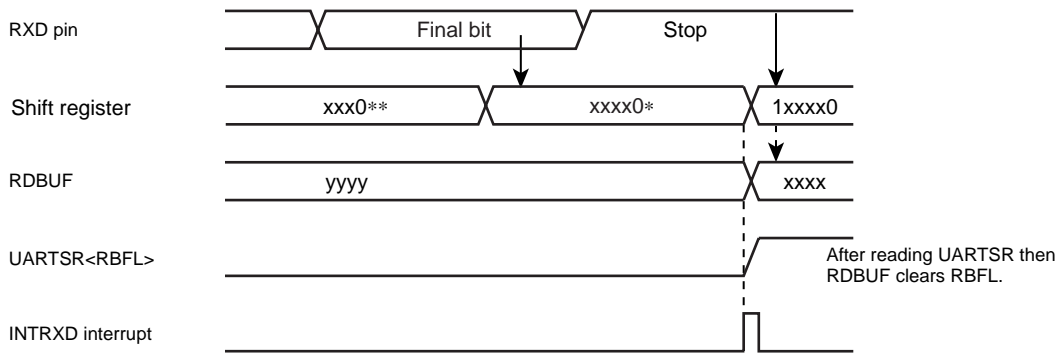 RXD pin
Final bit
Stop
Shift register
xxx0**
xxxx0*
1xxxx0
RDBUF
yyyy
xxxx
UARTSR<RBFL>
After reading UARTSR then
RDBUF clears RBFL.
INTRXD interrupt